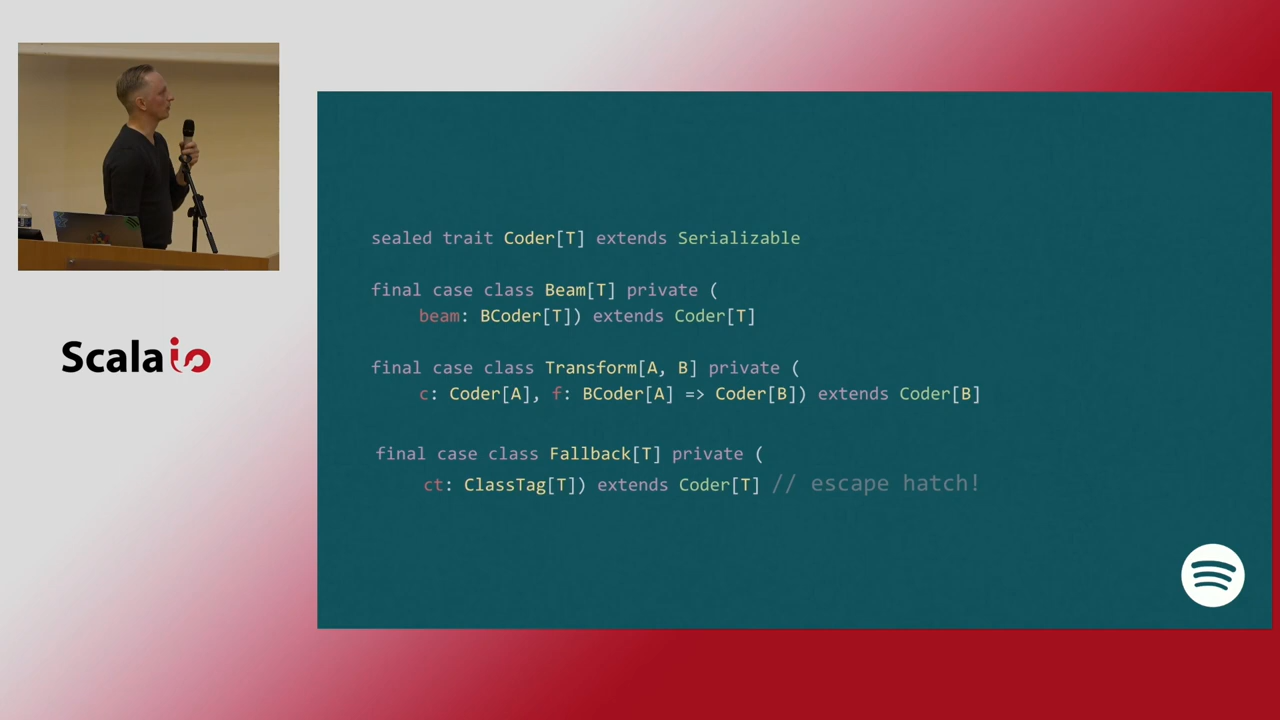 Scala io
sealed trait Coder[T] extends Serializable
final case class Beam[T] private (
beam: BCoder[T]) extends Coder[T]
final case class Transform[A, B] private (
c: Coder[A], f: BCoder[A] => Coder[B]) extends Coder[B]
final case class Fallback[T] private (
ct: ClassTag[T]) extends Coder[T] // escape hatch!